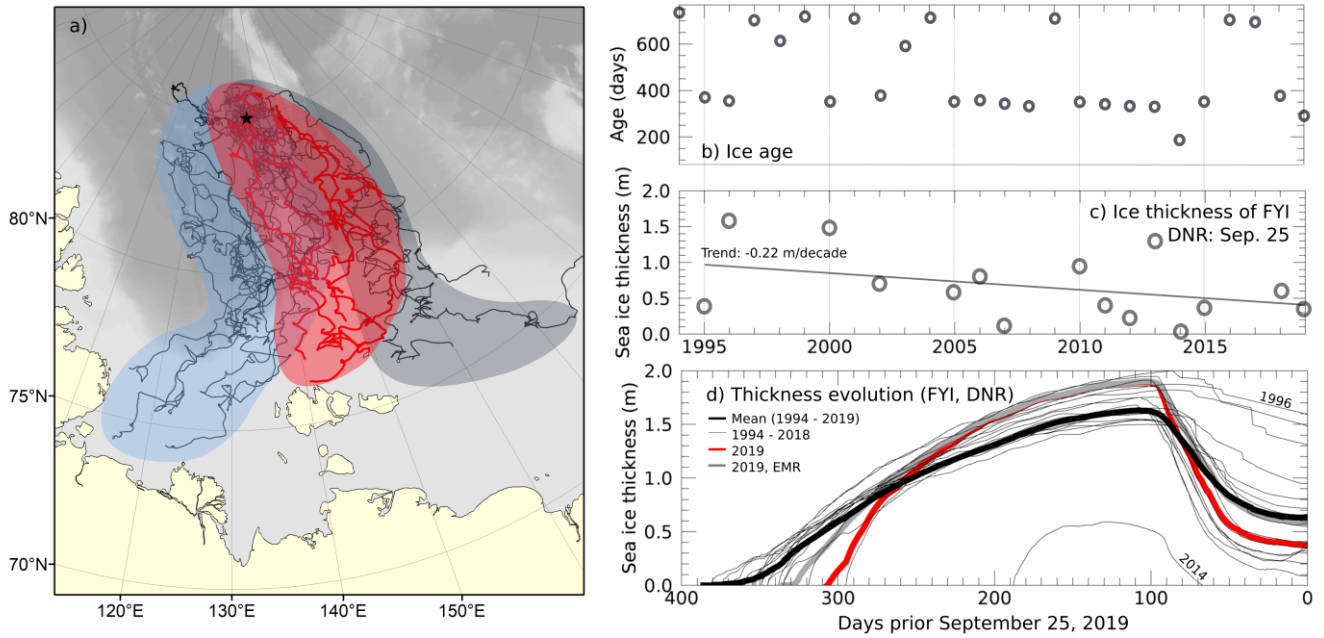 a)
80°N
75°N
70°N
120°E
130°E
140°E
150°E
Age (days)
600
400
200
b) Ice age
Sea ice thickness (m)
2.0
1.5
1.0
0.5
0.0
c) Ice thickness of FYI
DNR: Sep. 25
Trend: -0.22 m/decade
1995
2000
2005
2010
2015
Sea ice thickness (m)
2.0
1.5
1.0
0.5
0.0
d) Thickness evolution (FYI, DNR)
Mean (1994 - 2019)
1994 - 2018
2019
2019, EMR
1996
2014
400
300
200
100
0
Days prior September 25, 2019